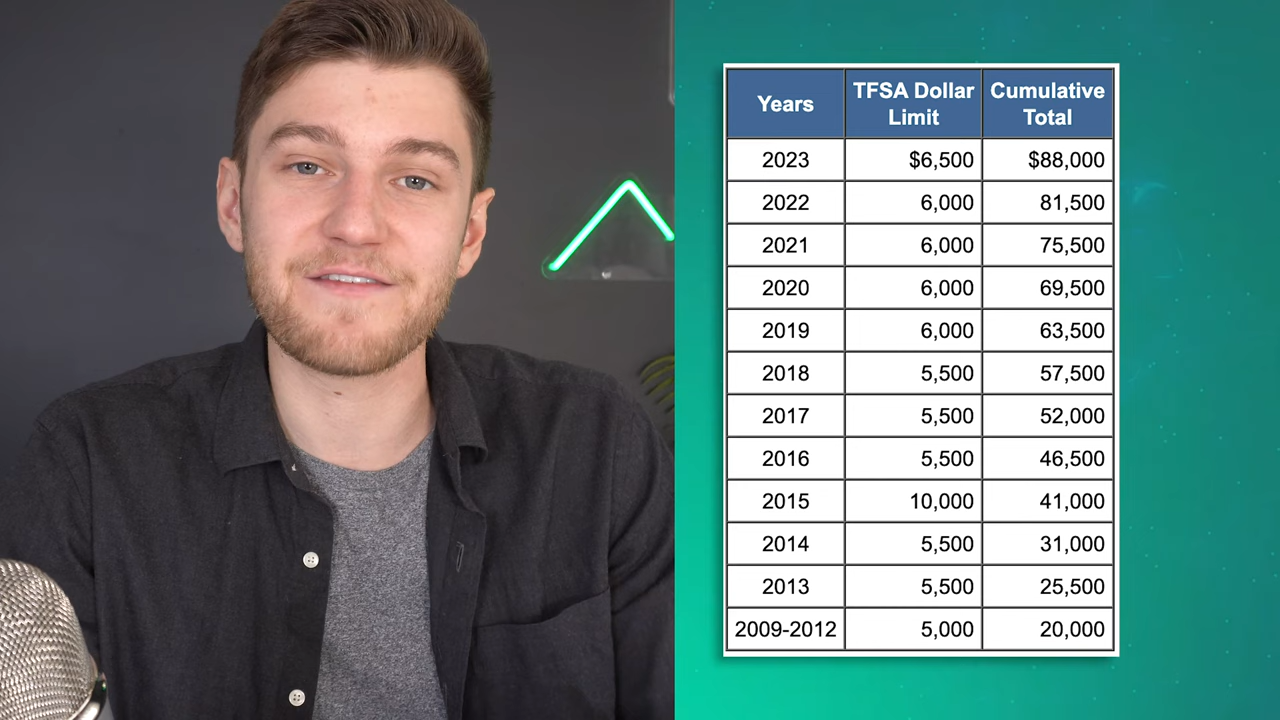 Years TFSA Dollar Limit Cumulative Total
2023 $6,500 $88,000
2022 6,000 81,500
2021 6,000 75,500
2020 6,000 69,500
2019 6,000 63,500
2018 5,500 57,500
2017 5,500 52,000
2016 5,500 46,500
2015 10,000 41,000
2014 5,500 31,000
2013 5,500 25,500
2009-2012 5,000 20,000